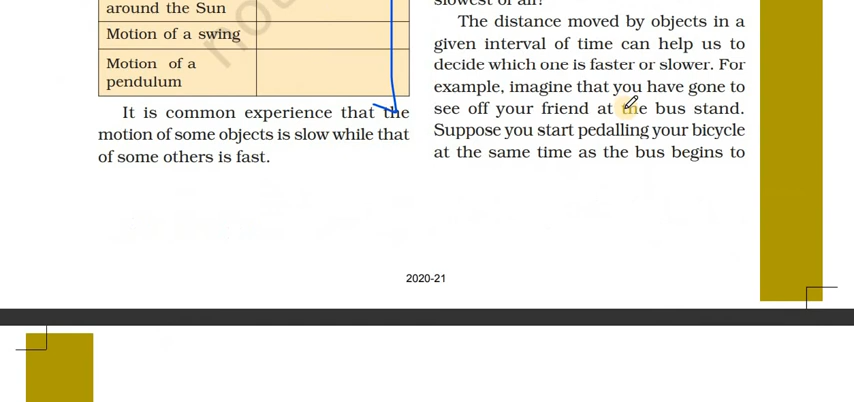 around the Sun
Motion of a swing
Motion of a
pendulum
It is common experience that the
motion of some objects is slow while that
of some others is fast.
The distance moved by objects in a
given interval of time can help us to
decide which one is faster or slower. For
example, imagine that you have gone to
see off your friend at the bus stand.
Suppose you start pedalling your bicycle
at the same time as the bus begins to
2020-21